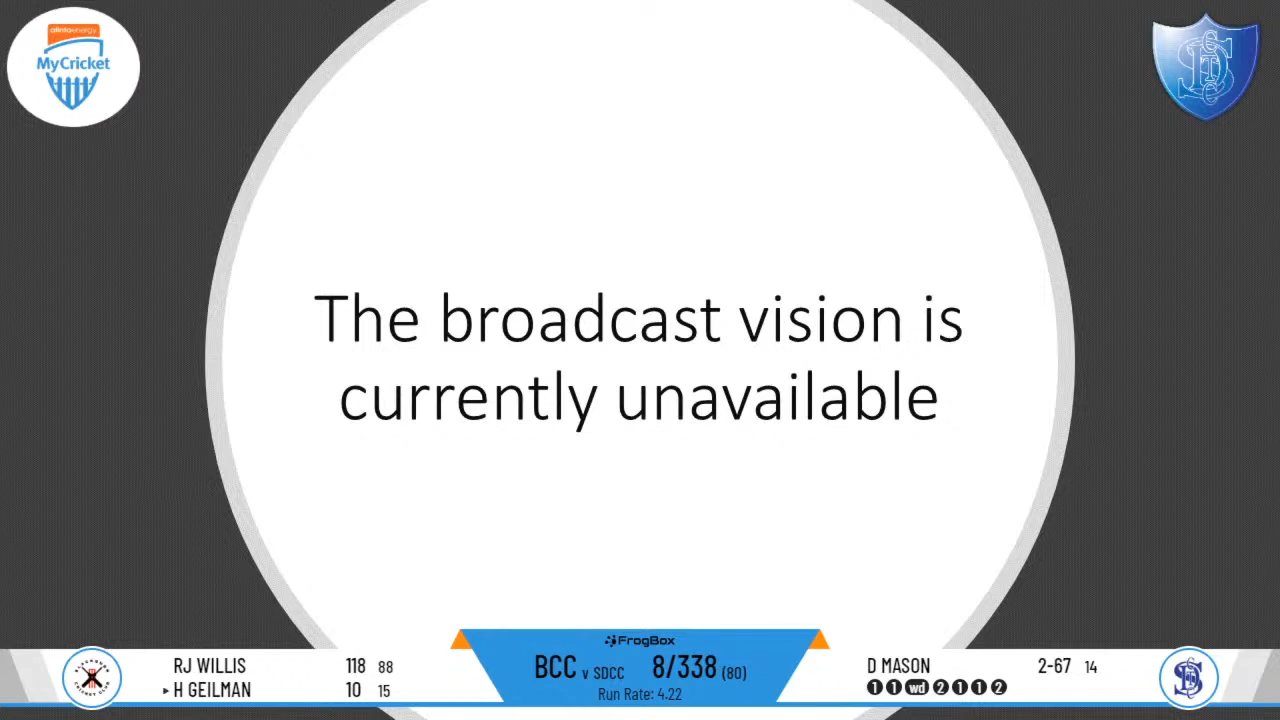 alintaenergy
MyCricket
The broadcast vision is
currently unavailable
FrogBox
RJ WILLIS 118 88
▸ H GEILMAN 10 15
BCC v SDCC 8/338 (80)
Run Rate: 4.22
D MASON 2-67 14
1 1 wd 2 1 1 2